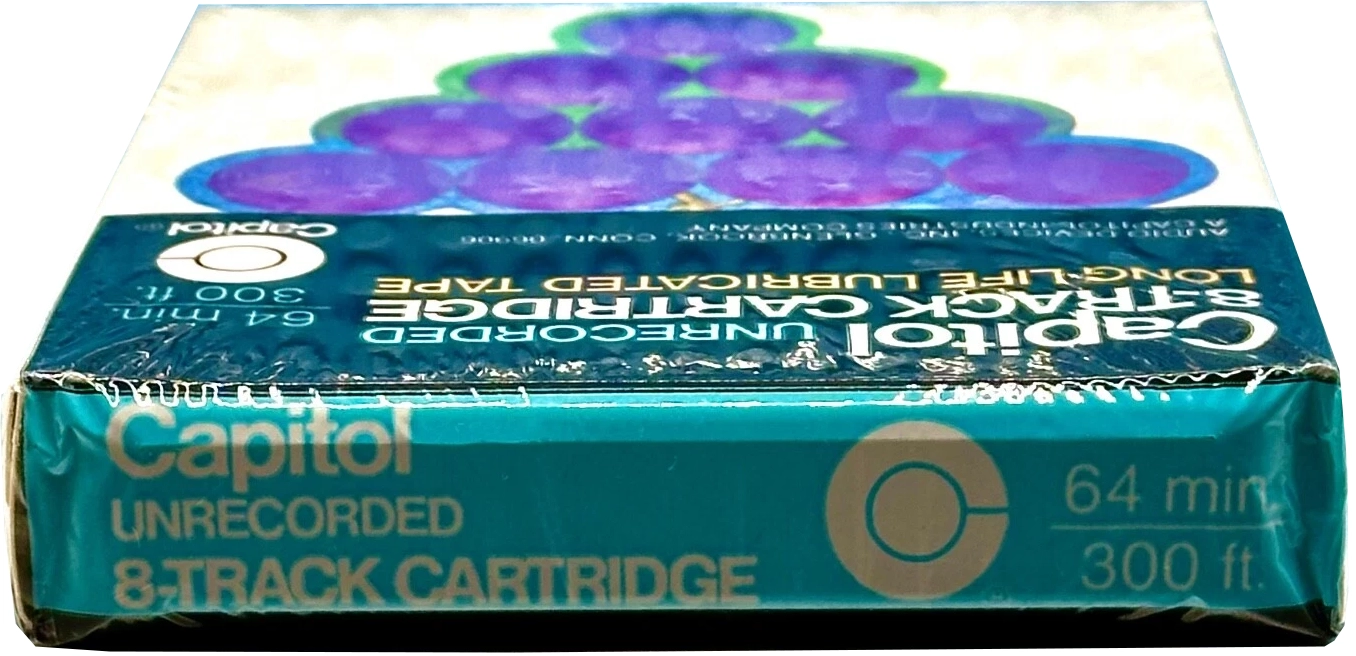 Capitol
UNRECORDED
8-TRACK CARTRIDGE
64 min.
300 ft.
Capitol
UNRECORDED
8-TRACK CARTRIDGE
LONG-LIFE LUBRICATED TAPE
AUDIO DEVICES, INC., GLENBROOK, CONN. 06906
A CAPITOL INDUSTRIES COMPANY
64 min.
300 ft.
Capitol®